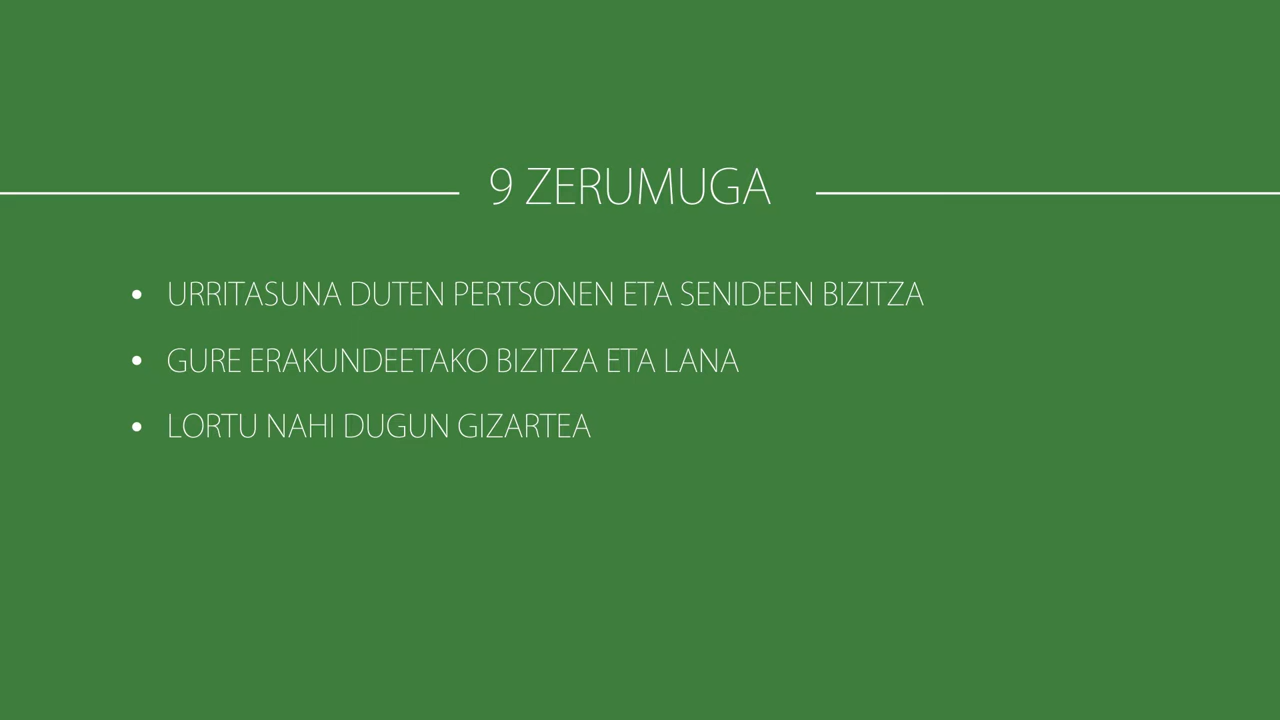 9 ZERUMUGA
• URRITASUNA DUTEN PERTSONEN ETA SENIDEEN BIZITZA
• GURE ERAKUNDEETAKO BIZITZA ETA LANA
• LORTU NAHI DUGUN GIZARTEA